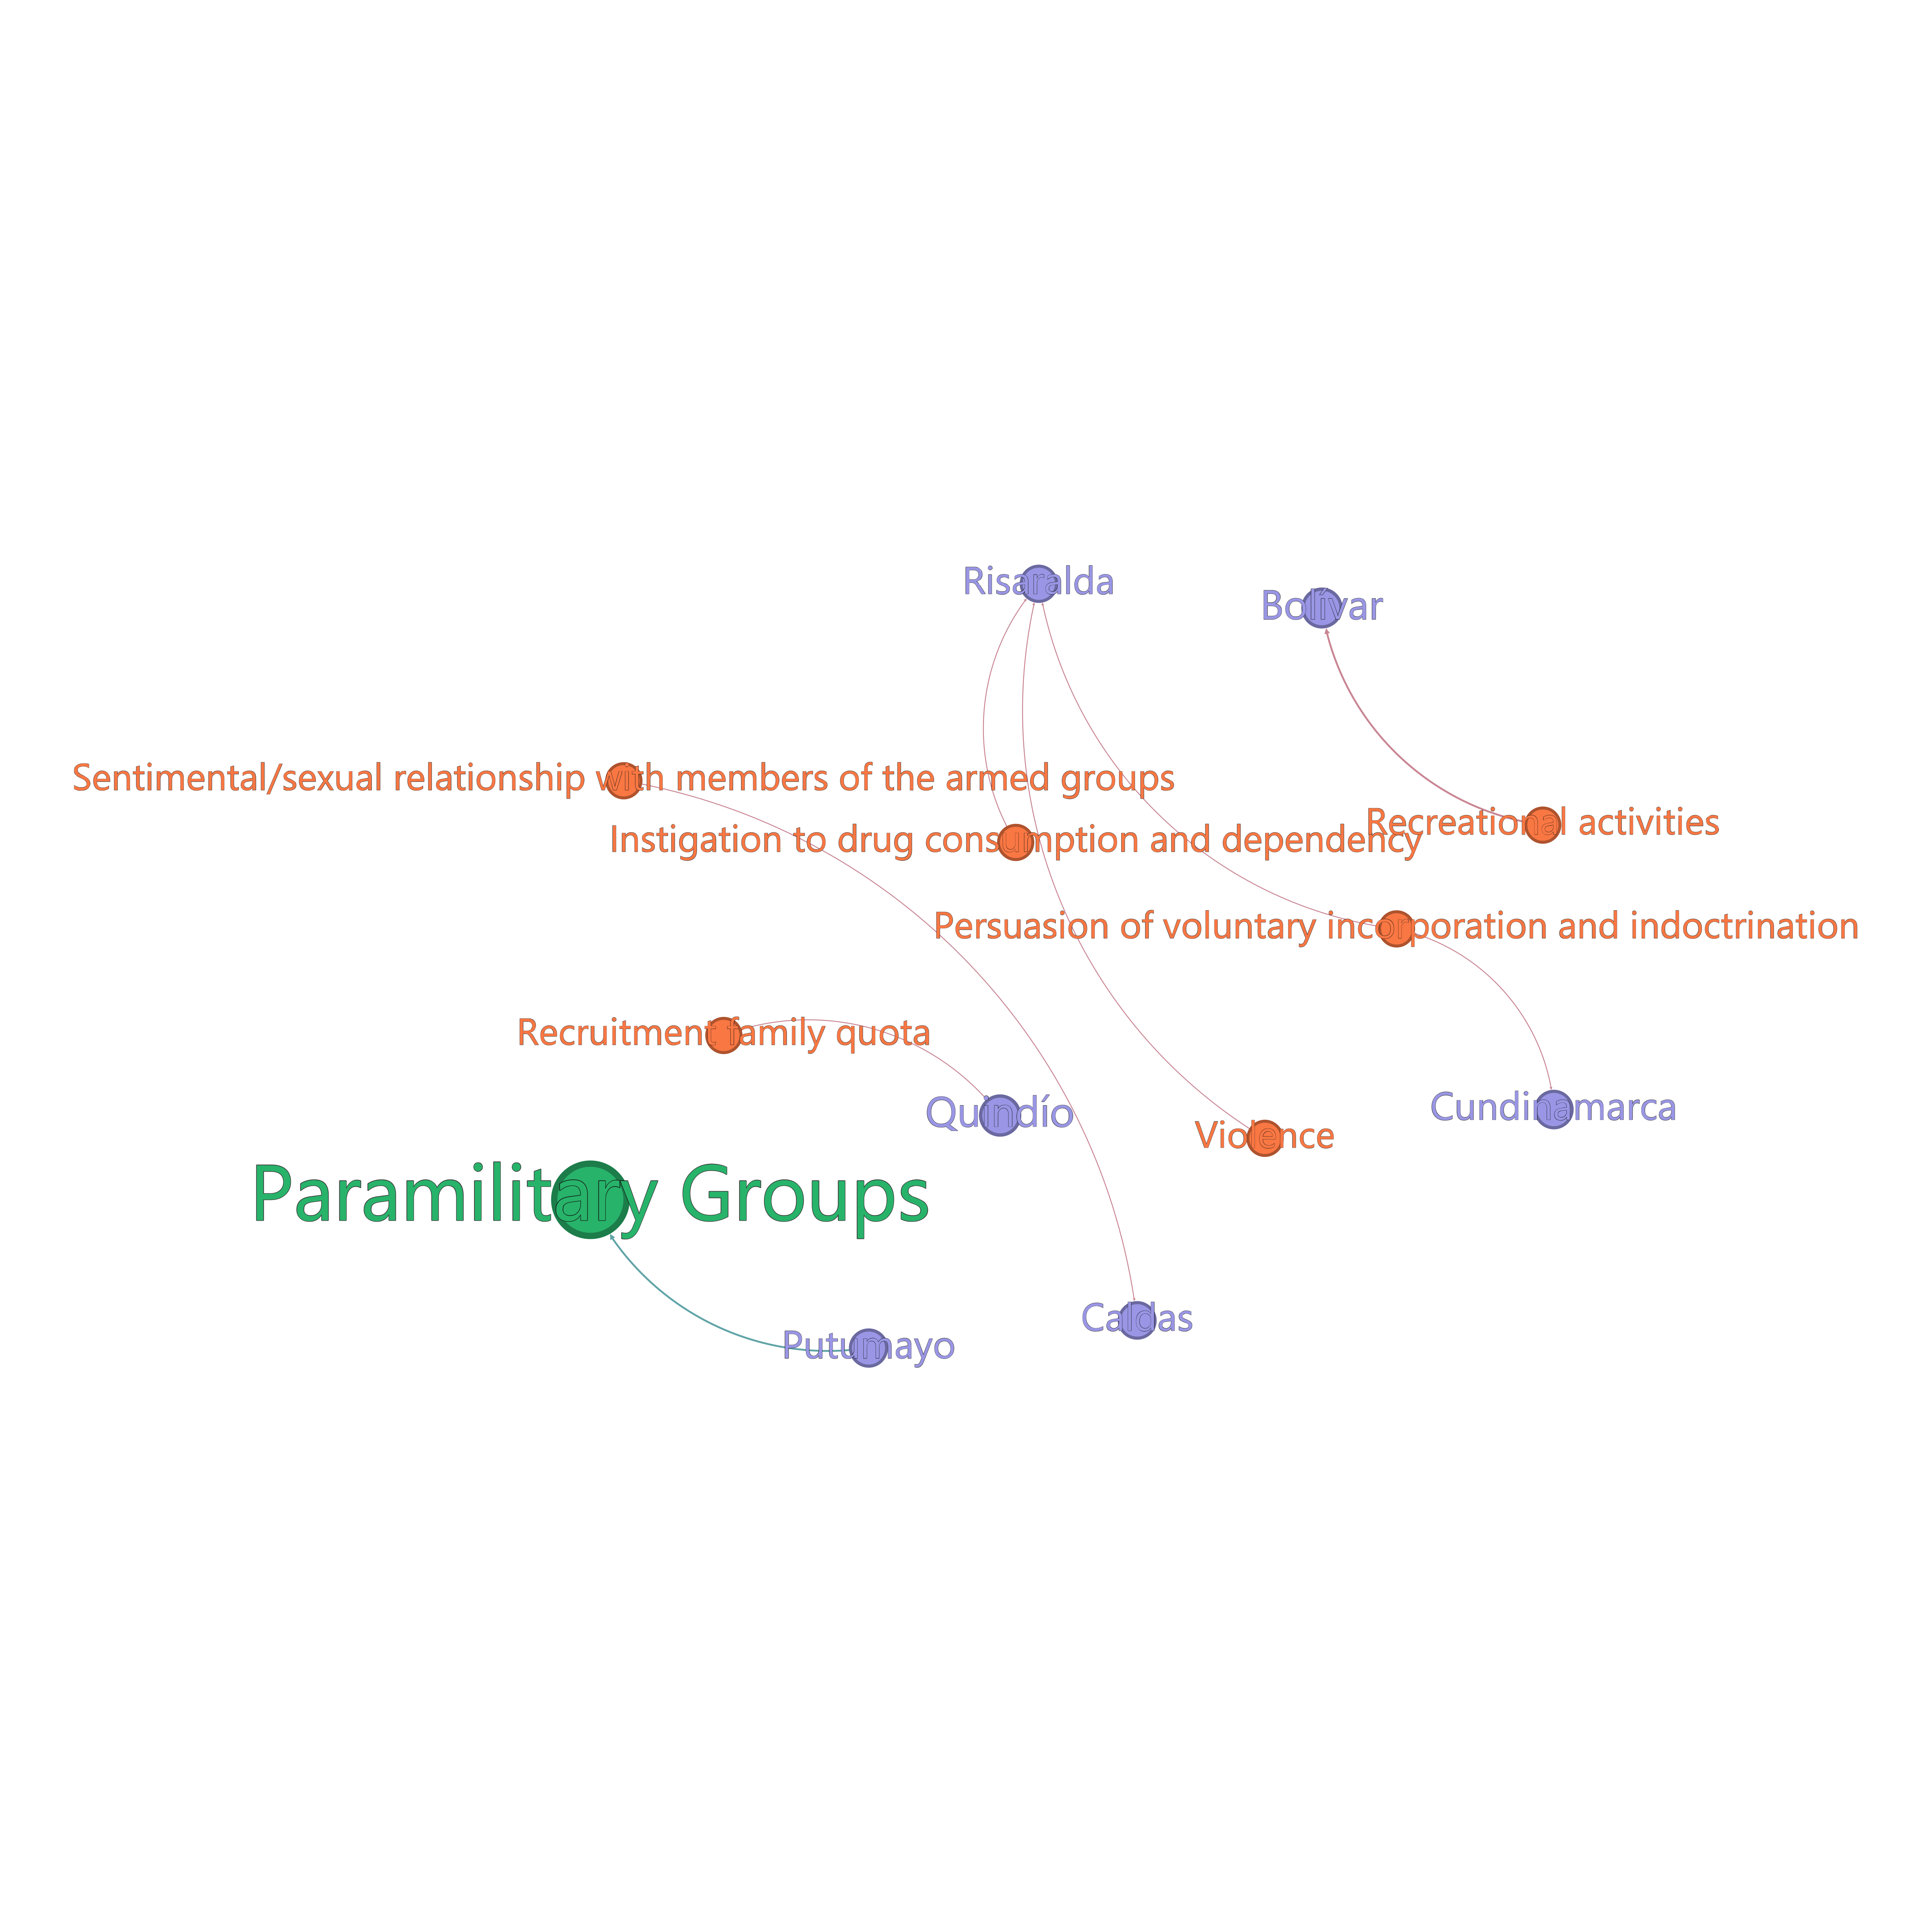 Risaralda
Bolívar
Sentimental/sexual relationship with members of the armed groups
Recreational activities
Instigation to drug consumption and dependency
Persuasion of voluntary incorporation and indoctrination
Recruitment family quota
Quindío
Cundinamarca
Violence
Paramilitary Groups
Caldas
Putumayo